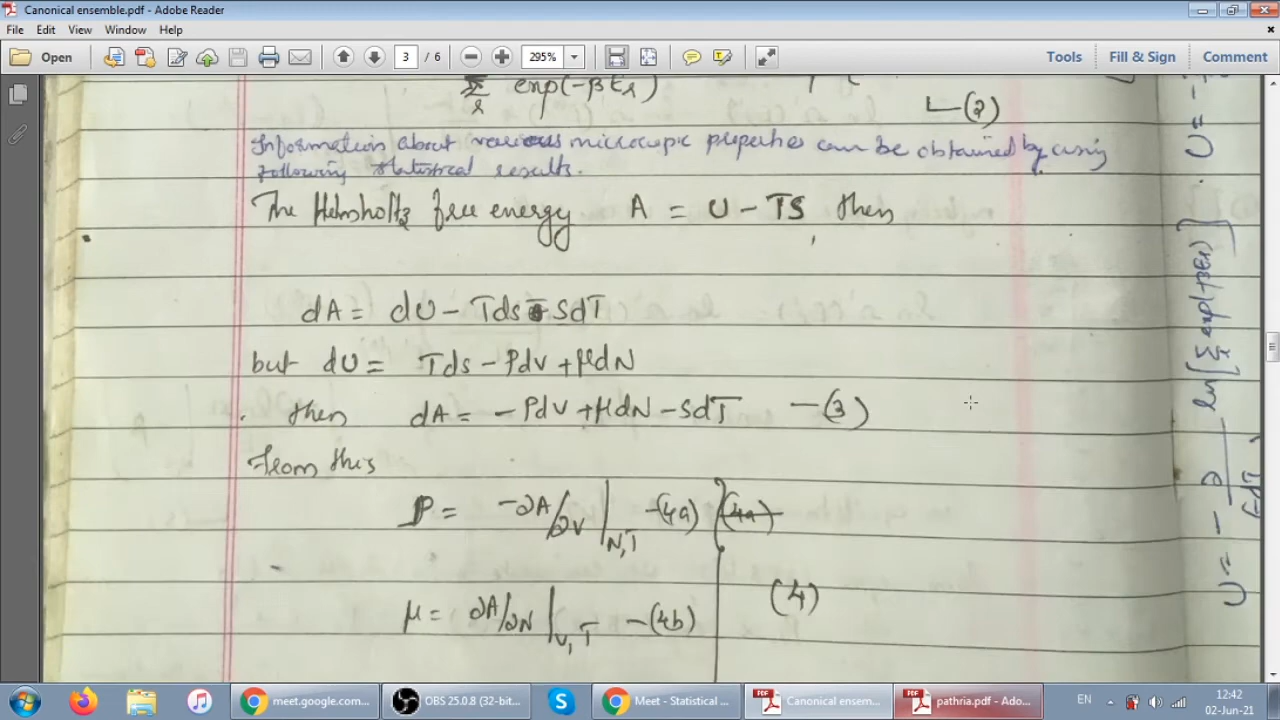 Canonical ensemble.pdf - Adobe Reader
File Edit View Window Help
Open 3 / 6 295% Tools Fill & Sign Comment
Σ exp(-βEr)
(2)
Information about various microscopic properties can be obtained by using
following statistical results.
The Helmholtz free energy A = U - TS then
dA = dU - Tds - SdT
but dU = Tds - Pdv + μdN
then dA = - Pdv + μdN - SdT —(3)
From this
P = -∂A/∂V |N,T —(4a) (4a)
μ = ∂A/∂N |V,T —(4b) (4)
U = - ∂ ln[Σ exp(-βEr)]
U = -
meet.google.com... OBS 25.0.8 (32-bit... Meet - Statistical ... Canonical ensem... pathria.pdf - Ado... EN 12:42
02-Jun-21